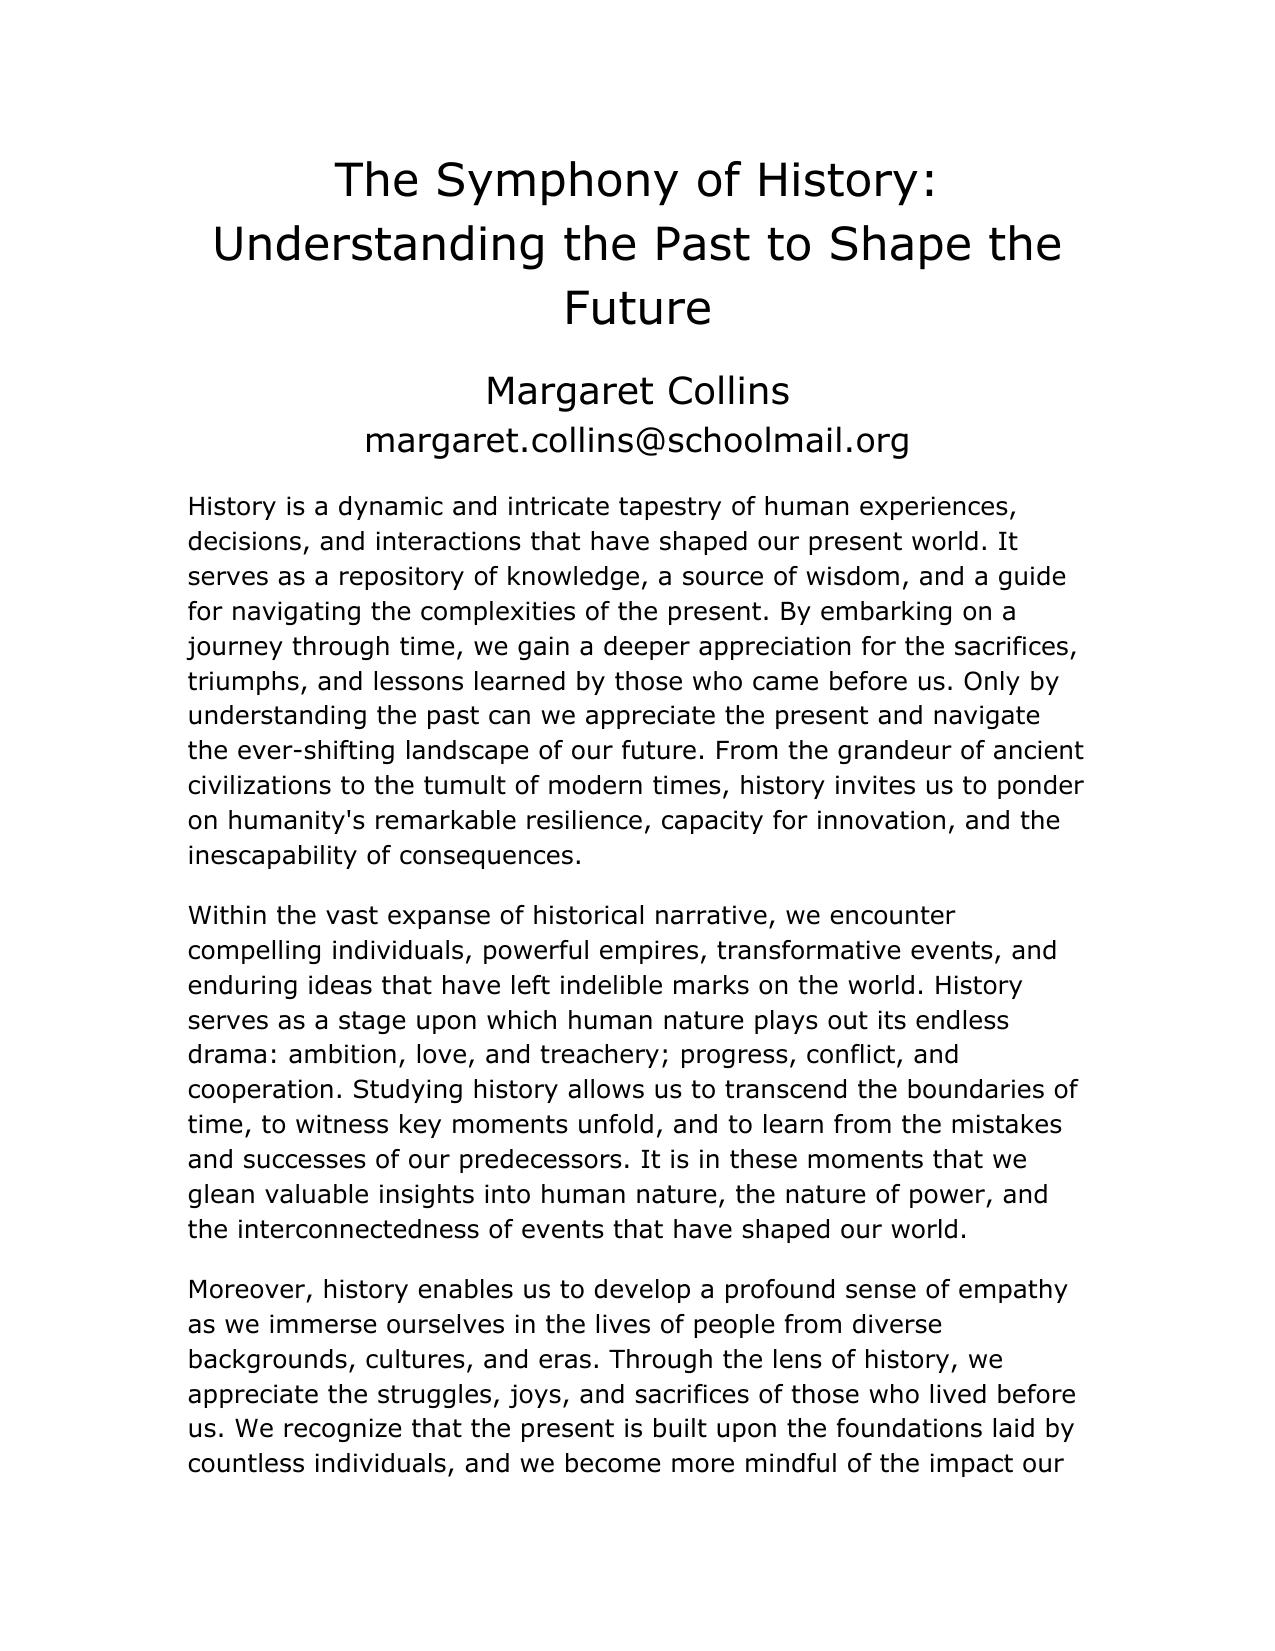 The Symphony of History:
Understanding the Past to Shape the
Future
Margaret Collins
margaret.collins@schoolmail.org
History is a dynamic and intricate tapestry of human experiences,
decisions, and interactions that have shaped our present world. It
serves as a repository of knowledge, a source of wisdom, and a guide
for navigating the complexities of the present. By embarking on a
journey through time, we gain a deeper appreciation for the sacrifices,
triumphs, and lessons learned by those who came before us. Only by
understanding the past can we appreciate the present and navigate
the ever-shifting landscape of our future. From the grandeur of ancient
civilizations to the tumult of modern times, history invites us to ponder
on humanity's remarkable resilience, capacity for innovation, and the
inescapability of consequences.
Within the vast expanse of historical narrative, we encounter
compelling individuals, powerful empires, transformative events, and
enduring ideas that have left indelible marks on the world. History
serves as a stage upon which human nature plays out its endless
drama: ambition, love, and treachery; progress, conflict, and
cooperation. Studying history allows us to transcend the boundaries of
time, to witness key moments unfold, and to learn from the mistakes
and successes of our predecessors. It is in these moments that we
glean valuable insights into human nature, the nature of power, and
the interconnectedness of events that have shaped our world.
Moreover, history enables us to develop a profound sense of empathy
as we immerse ourselves in the lives of people from diverse
backgrounds, cultures, and eras. Through the lens of history, we
appreciate the struggles, joys, and sacrifices of those who lived before
us. We recognize that the present is built upon the foundations laid by
countless individuals, and we become more mindful of the impact our